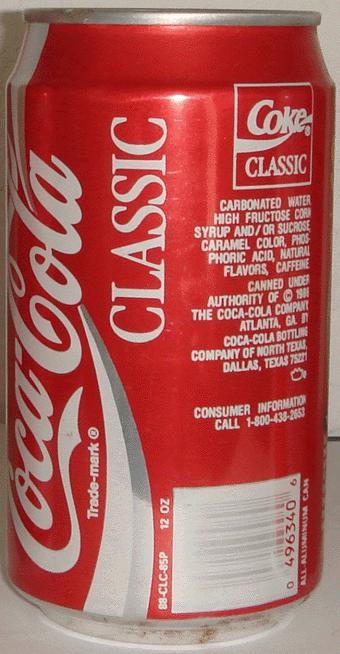 Coca-Cola
CLASSIC
Trade-mark ®
Coke®
CLASSIC
CARBONATED WATER
HIGH FRUCTOSE CORN
SYRUP AND/OR SUCROSE,
CARAMEL COLOR, PHOS-
PHORIC ACID, NATURAL
FLAVORS, CAFFEINE
CANNED UNDER
AUTHORITY OF ©
THE COCA-COLA COMPANY
ATLANTA, GA BY
COCA-COLA BOTTLING
COMPANY OF NORTH TEXAS,
DALLAS, TEXAS 75221
CONSUMER INFORMATION
CALL 1-800-438-2653
88-CLC-85P 12 OZ
0 496340 6
ALL-ALUMINUM CAN